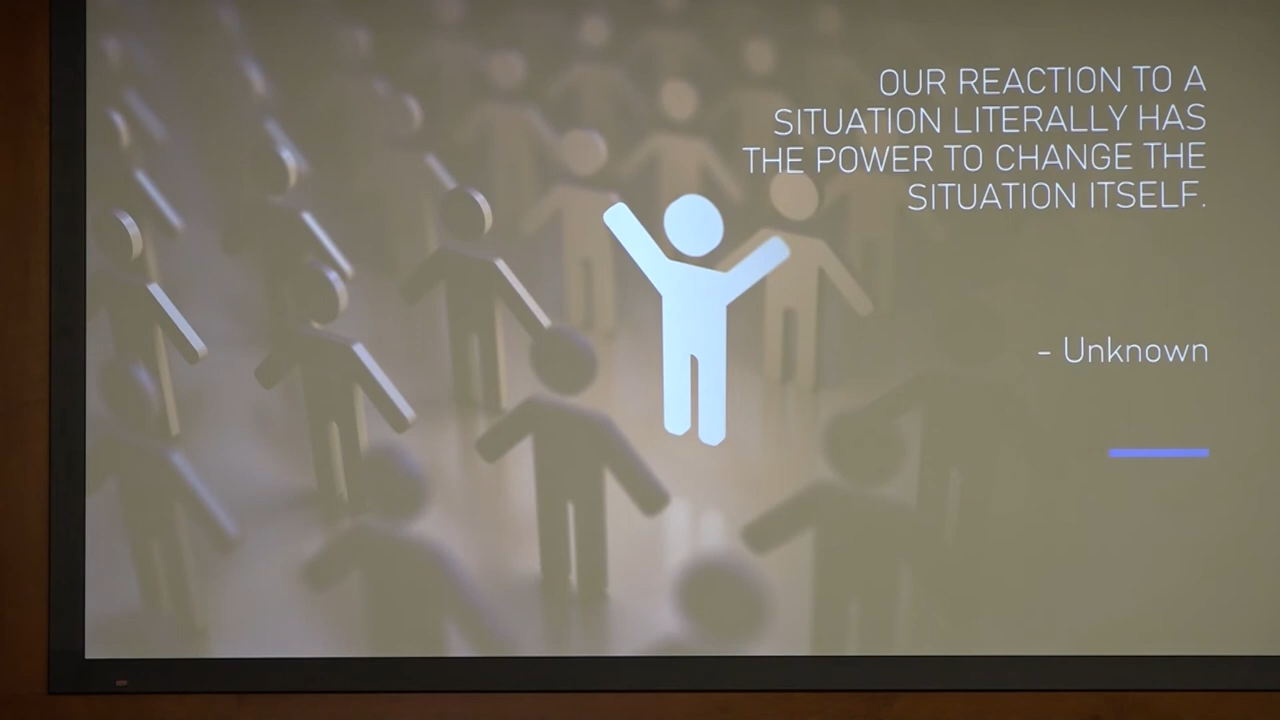 OUR REACTION TO A
SITUATION LITERALLY HAS
THE POWER TO CHANGE THE
SITUATION ITSELF.
- Unknown